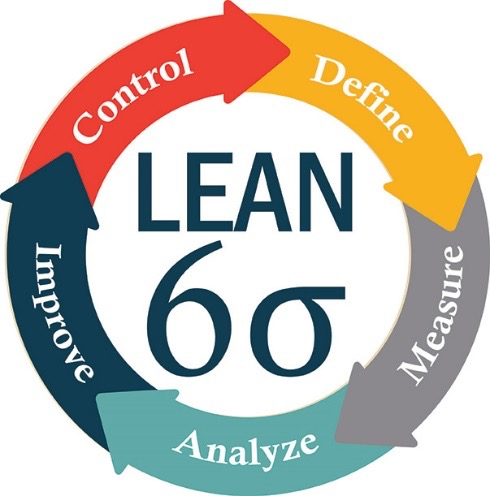 LEAN
6σ
Define
Measure
Analyze
Improve
Control